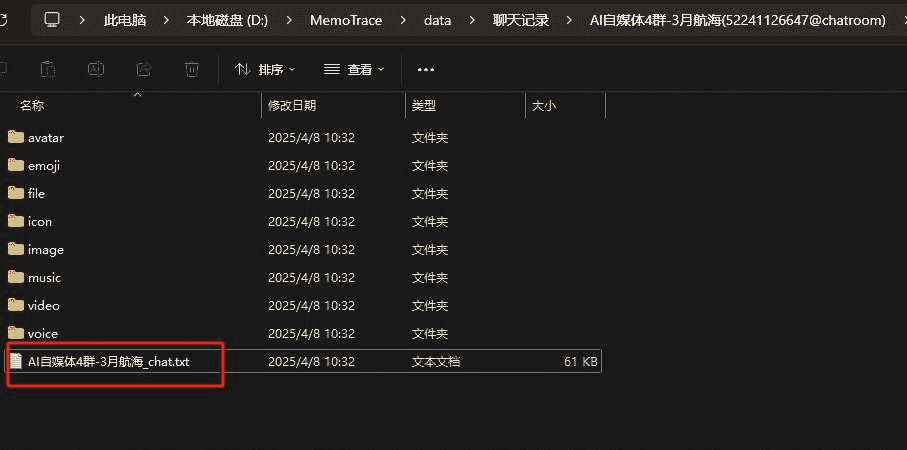 此电脑 > 本地磁盘 (D:) > MemoTrace > data > 聊天记录 > AI自媒体4群-3月航海(52241126647@chatroom) >
排序 查看 •••
名称 修改日期 类型 大小
avatar 2025/4/8 10:32 文件夹
emoji 2025/4/8 10:32 文件夹
file 2025/4/8 10:32 文件夹
icon 2025/4/8 10:32 文件夹
image 2025/4/8 10:32 文件夹
music 2025/4/8 10:32 文件夹
video 2025/4/8 10:32 文件夹
voice 2025/4/8 10:32 文件夹
AI自媒体4群-3月航海_chat.txt 2025/4/8 10:32 文本文档 61 KB